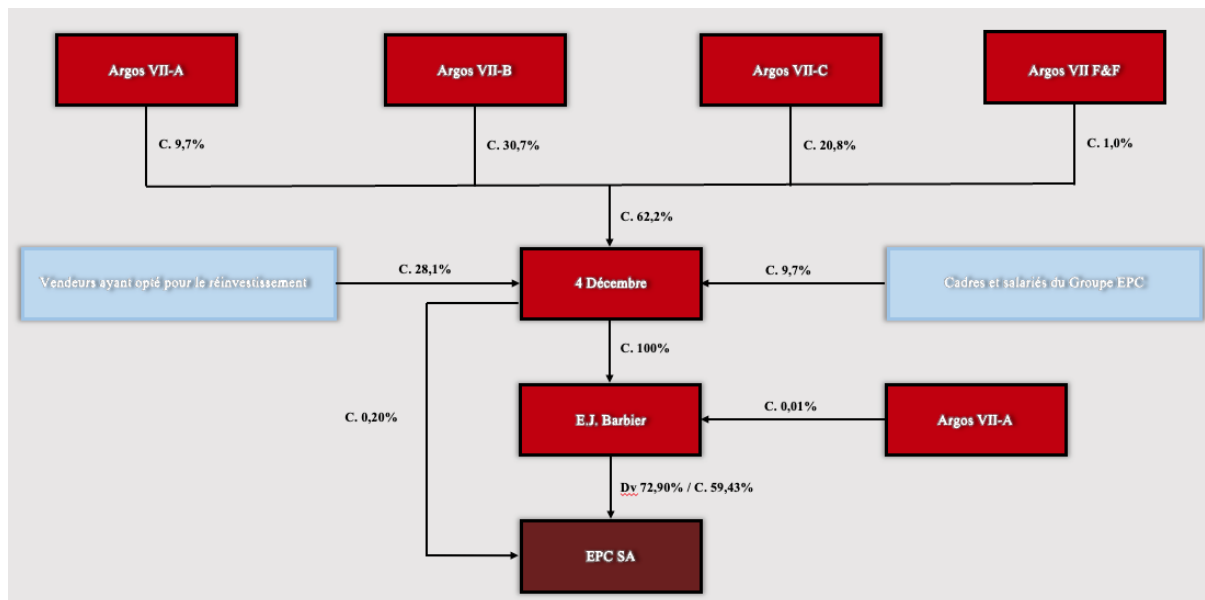 Argos VII-A
Argos VII-B
Argos VII-C
Argos VII F&F
C. 9,7%
C. 30,7%
C. 20,8%
C. 1,0%
C. 62,2%
Vendeurs ayant opté pour le réinvestissement
C. 28,1%
4 Décembre
C. 9,7%
Cadres et salariés du Groupe EPC
C. 100%
C. 0,20%
E.J. Barbier
C. 0,01%
Argos VII-A
Dv 72,90% / C. 59,43%
EPC SA